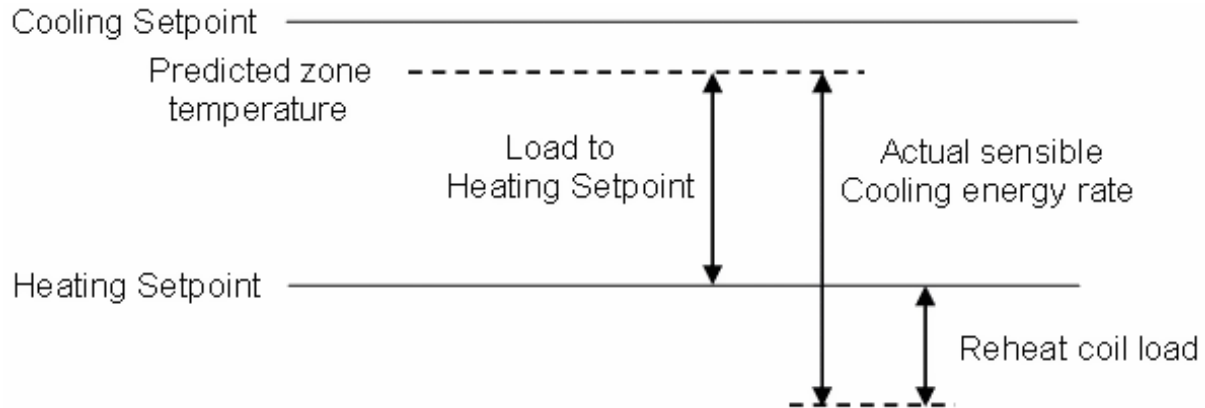 Cooling Setpoint
Predicted zone
temperature
Load to
Heating Setpoint
Actual sensible
Cooling energy rate
Heating Setpoint
Reheat coil load